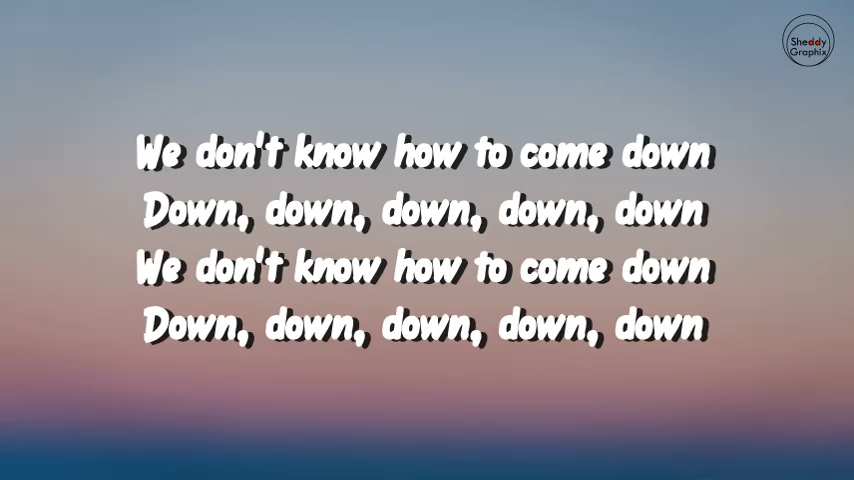 Sheddy
Graphix
We don't know how to come down
Down, down, down, down, down
We don't know how to come down
Down, down, down, down, down